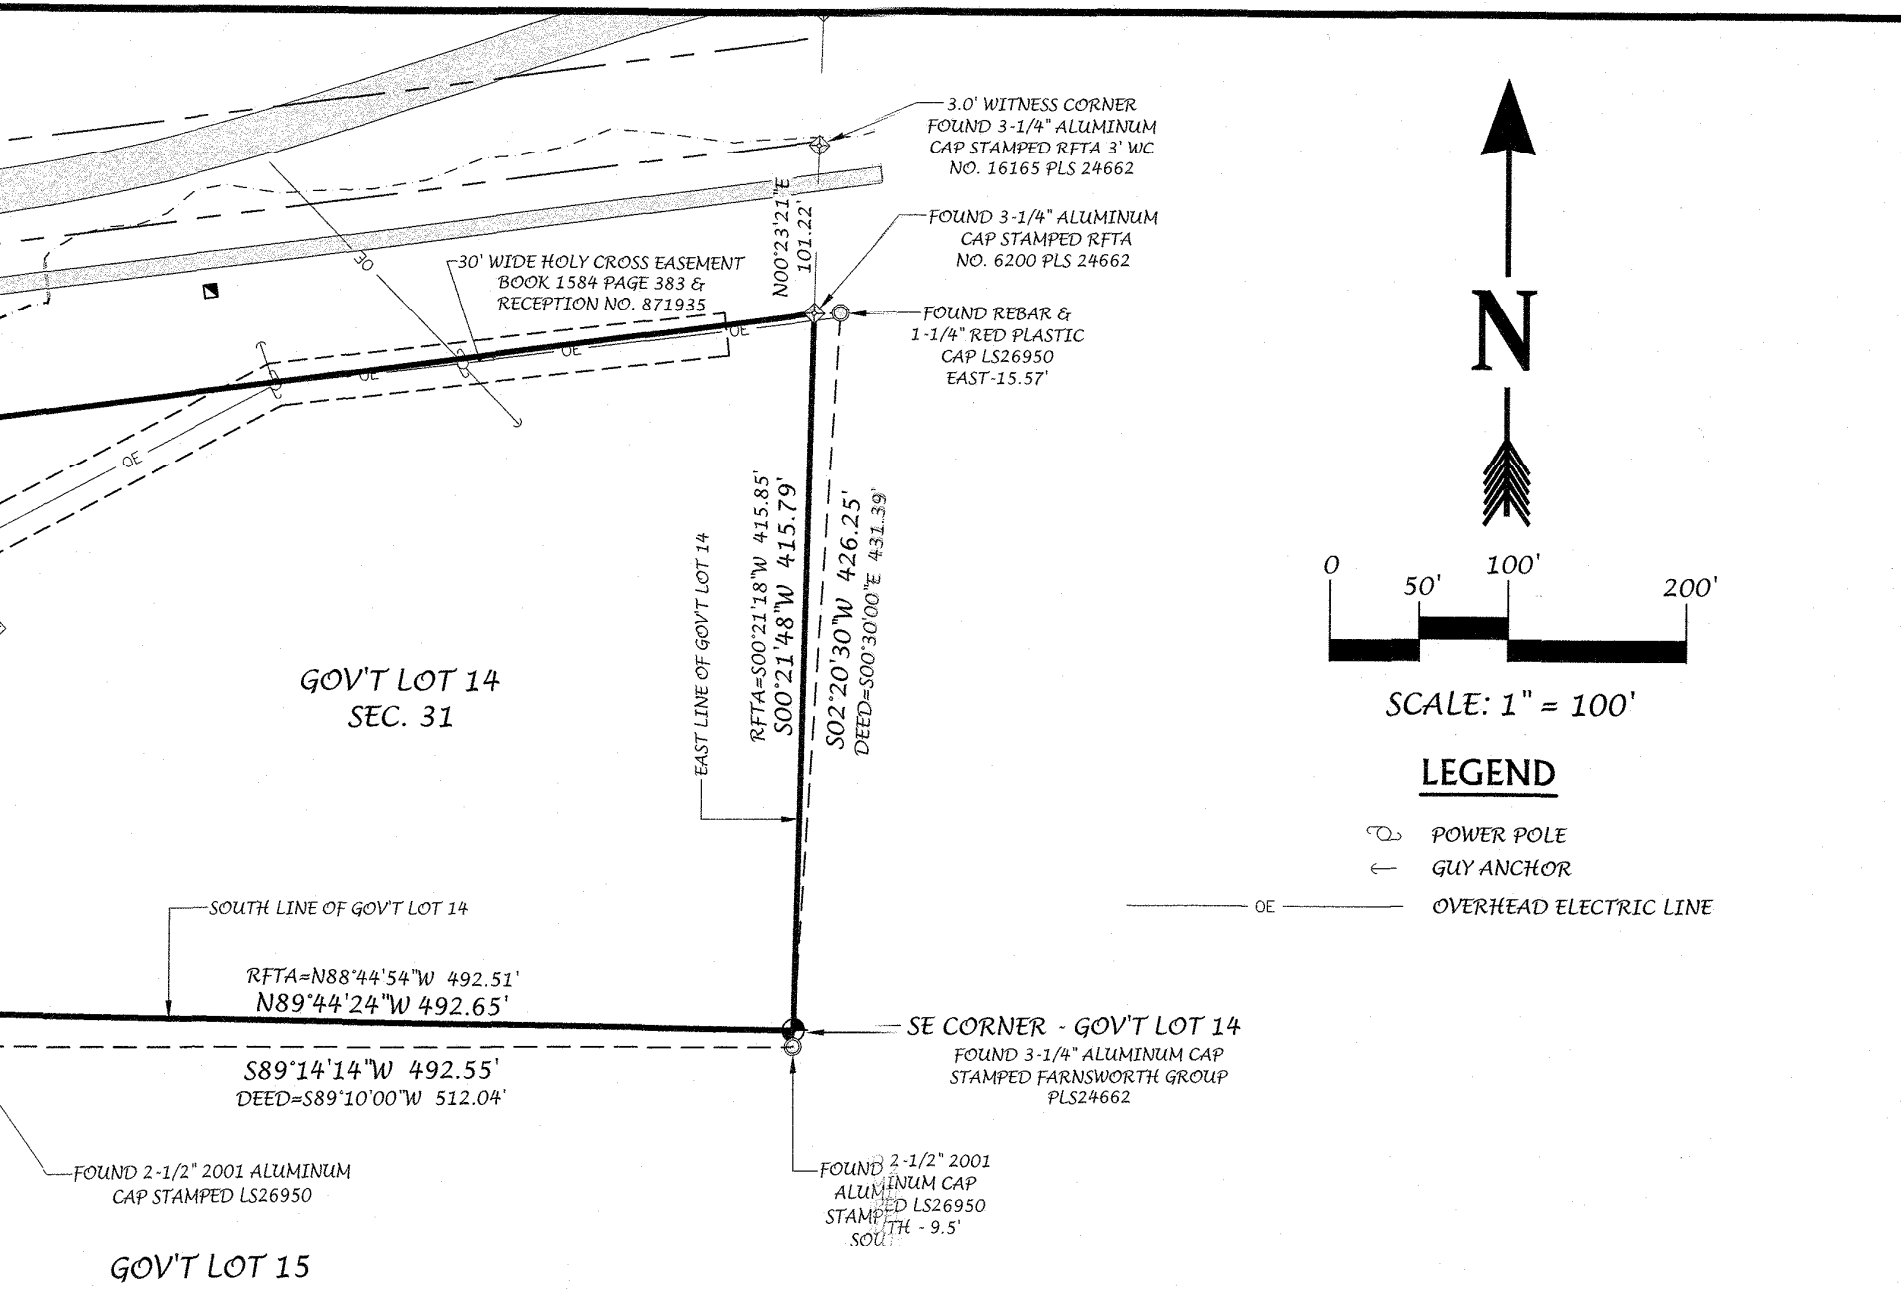 3.0' WITNESS CORNER
FOUND 3-1/4" ALUMINUM
CAP STAMPED RFTA 3' WC
NO. 16165 PLS 24662
N00°23'21"E
101.22'
FOUND 3-1/4" ALUMINUM
CAP STAMPED RFTA
NO. 6200 PLS 24662
30' WIDE HOLY CROSS EASEMENT
BOOK 1584 PAGE 383 &
RECEPTION NO. 871935
30
FOUND REBAR &
1-1/4" RED PLASTIC
CAP LS26950
EAST-15.57'
OE
OE
OE
OE
N
EAST LINE OF GOV'T LOT 14
RFTA=S00°21'18"W 415.85'
S00°21'48"W 415.79'
S02°20'30"W 426.25'
DEED=S00°30'00"E 431.39'
0
50'
100'
200'
SCALE: 1" = 100'
GOV'T LOT 14
SEC. 31
LEGEND
POWER POLE
GUY ANCHOR
OE
OVERHEAD ELECTRIC LINE
SOUTH LINE OF GOV'T LOT 14
RFTA=N88°44'54"W 492.51'
N89°44'24"W 492.65'
S89°14'14"W 492.55'
DEED=S89°10'00"W 512.04'
SE CORNER - GOV'T LOT 14
FOUND 3-1/4" ALUMINUM CAP
STAMPED FARNSWORTH GROUP
PLS24662
FOUND 2-1/2" 2001 ALUMINUM
CAP STAMPED LS26950
FOUND 2-1/2" 2001
ALUMINUM CAP
STAMPED LS26950
SOUTH - 9.5'
GOV'T LOT 15